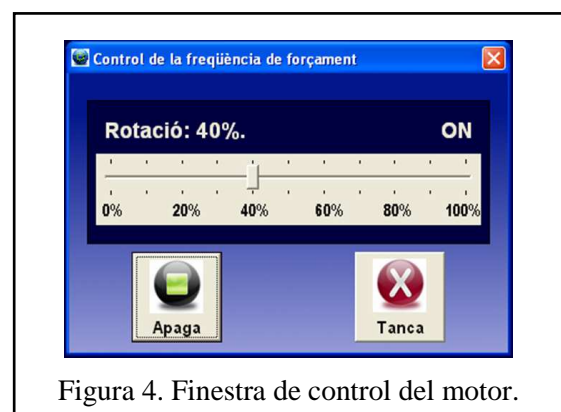 Control de la freqüència de forçament
Rotació: 40%. ON
0% 20% 40% 60% 80% 100%
Apaga Tanca
Figura 4. Finestra de control del motor.